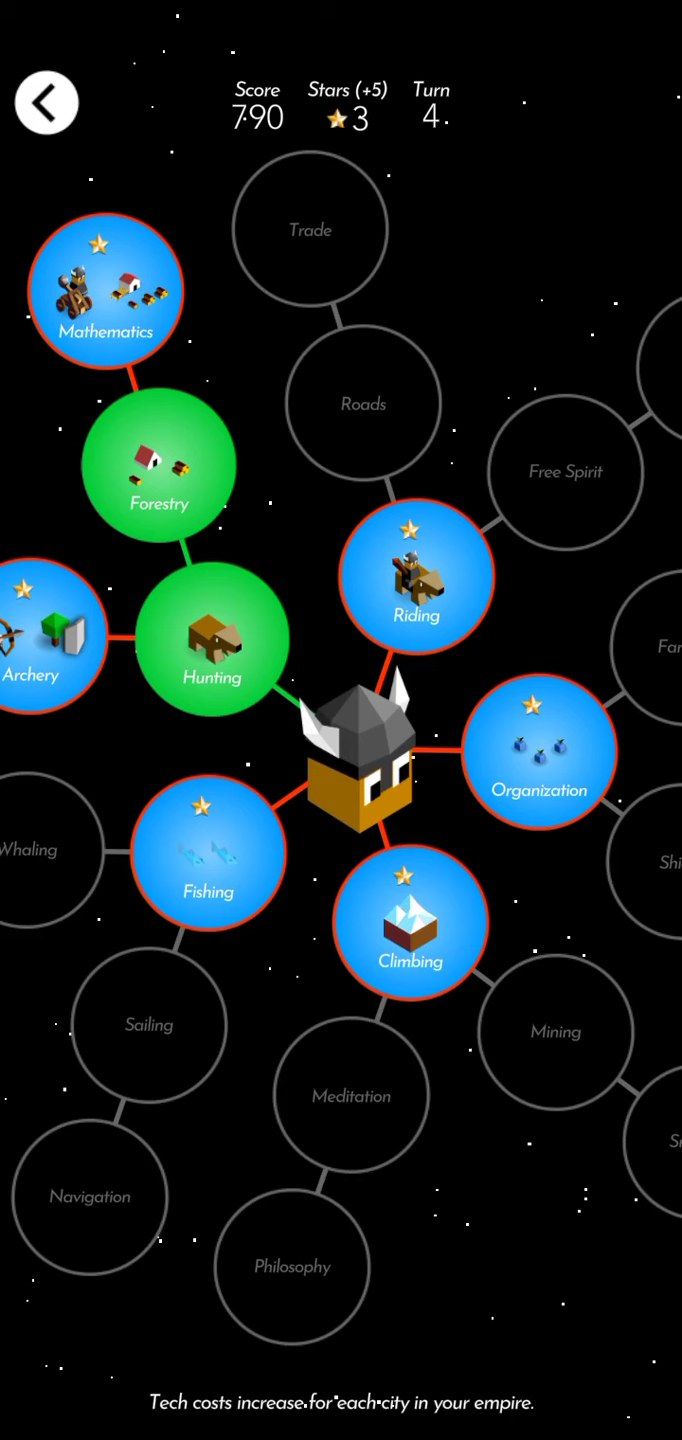 Score Stars (+5) Turn
790 3 4
Trade
Mathematics
Roads
Free Spirit
Forestry
Riding
Archery
Hunting
Organization
Whaling
Fishing
Climbing
Sailing
Mining
Meditation
Navigation
Philosophy
Tech costs increase for each city in your empire.